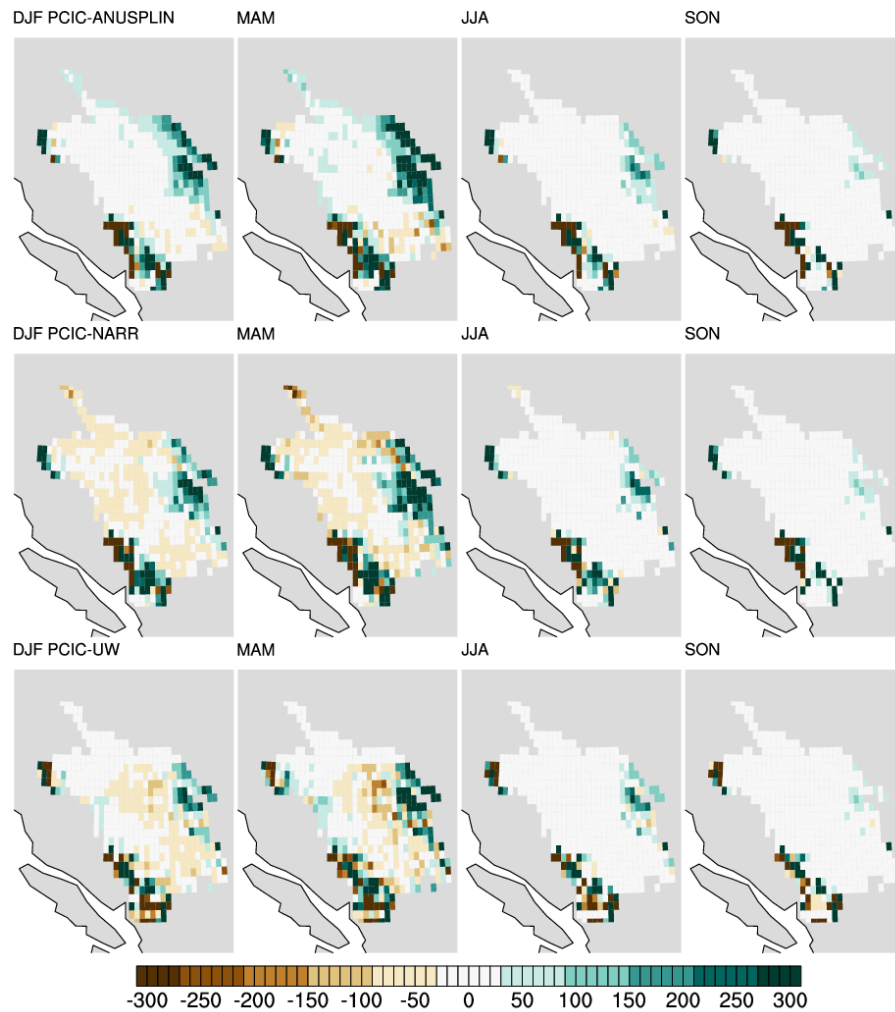 DJF PCIC-ANUSPLIN MAM JJA SON
DJF PCIC-NARR MAM JJA SON
DJF PCIC-UW MAM JJA SON
-300 -250 -200 -150 -100 -50 0 50 100 150 200 250 300